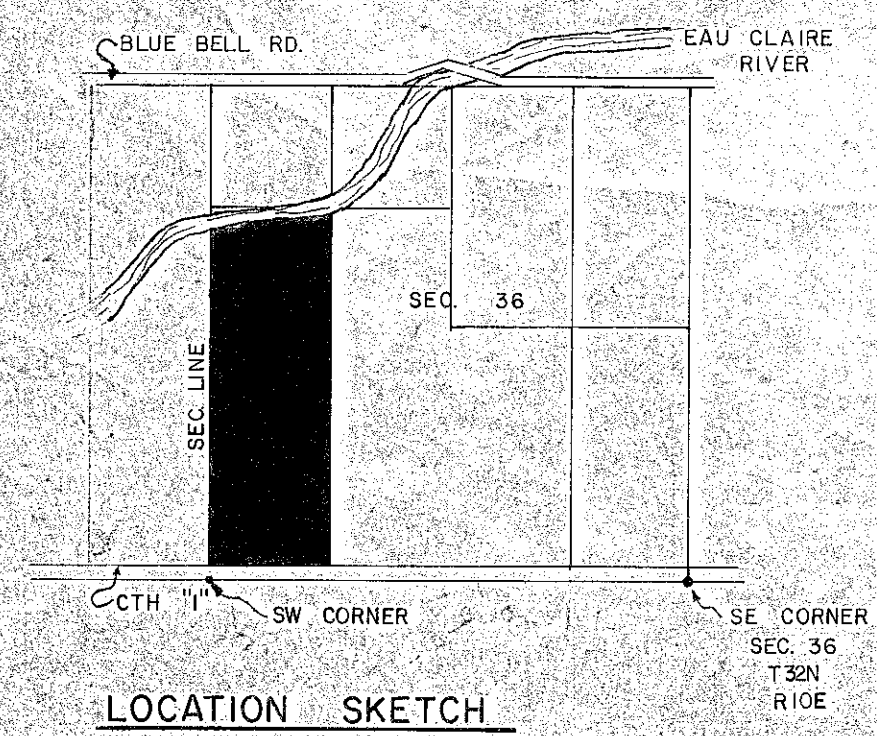 BLUE BELL RD.
EAU CLAIRE
RIVER
SEC. 36
SEC. LINE
CTH "I"
SW CORNER
SE CORNER
SEC. 36
T32N
R10E
LOCATION SKETCH